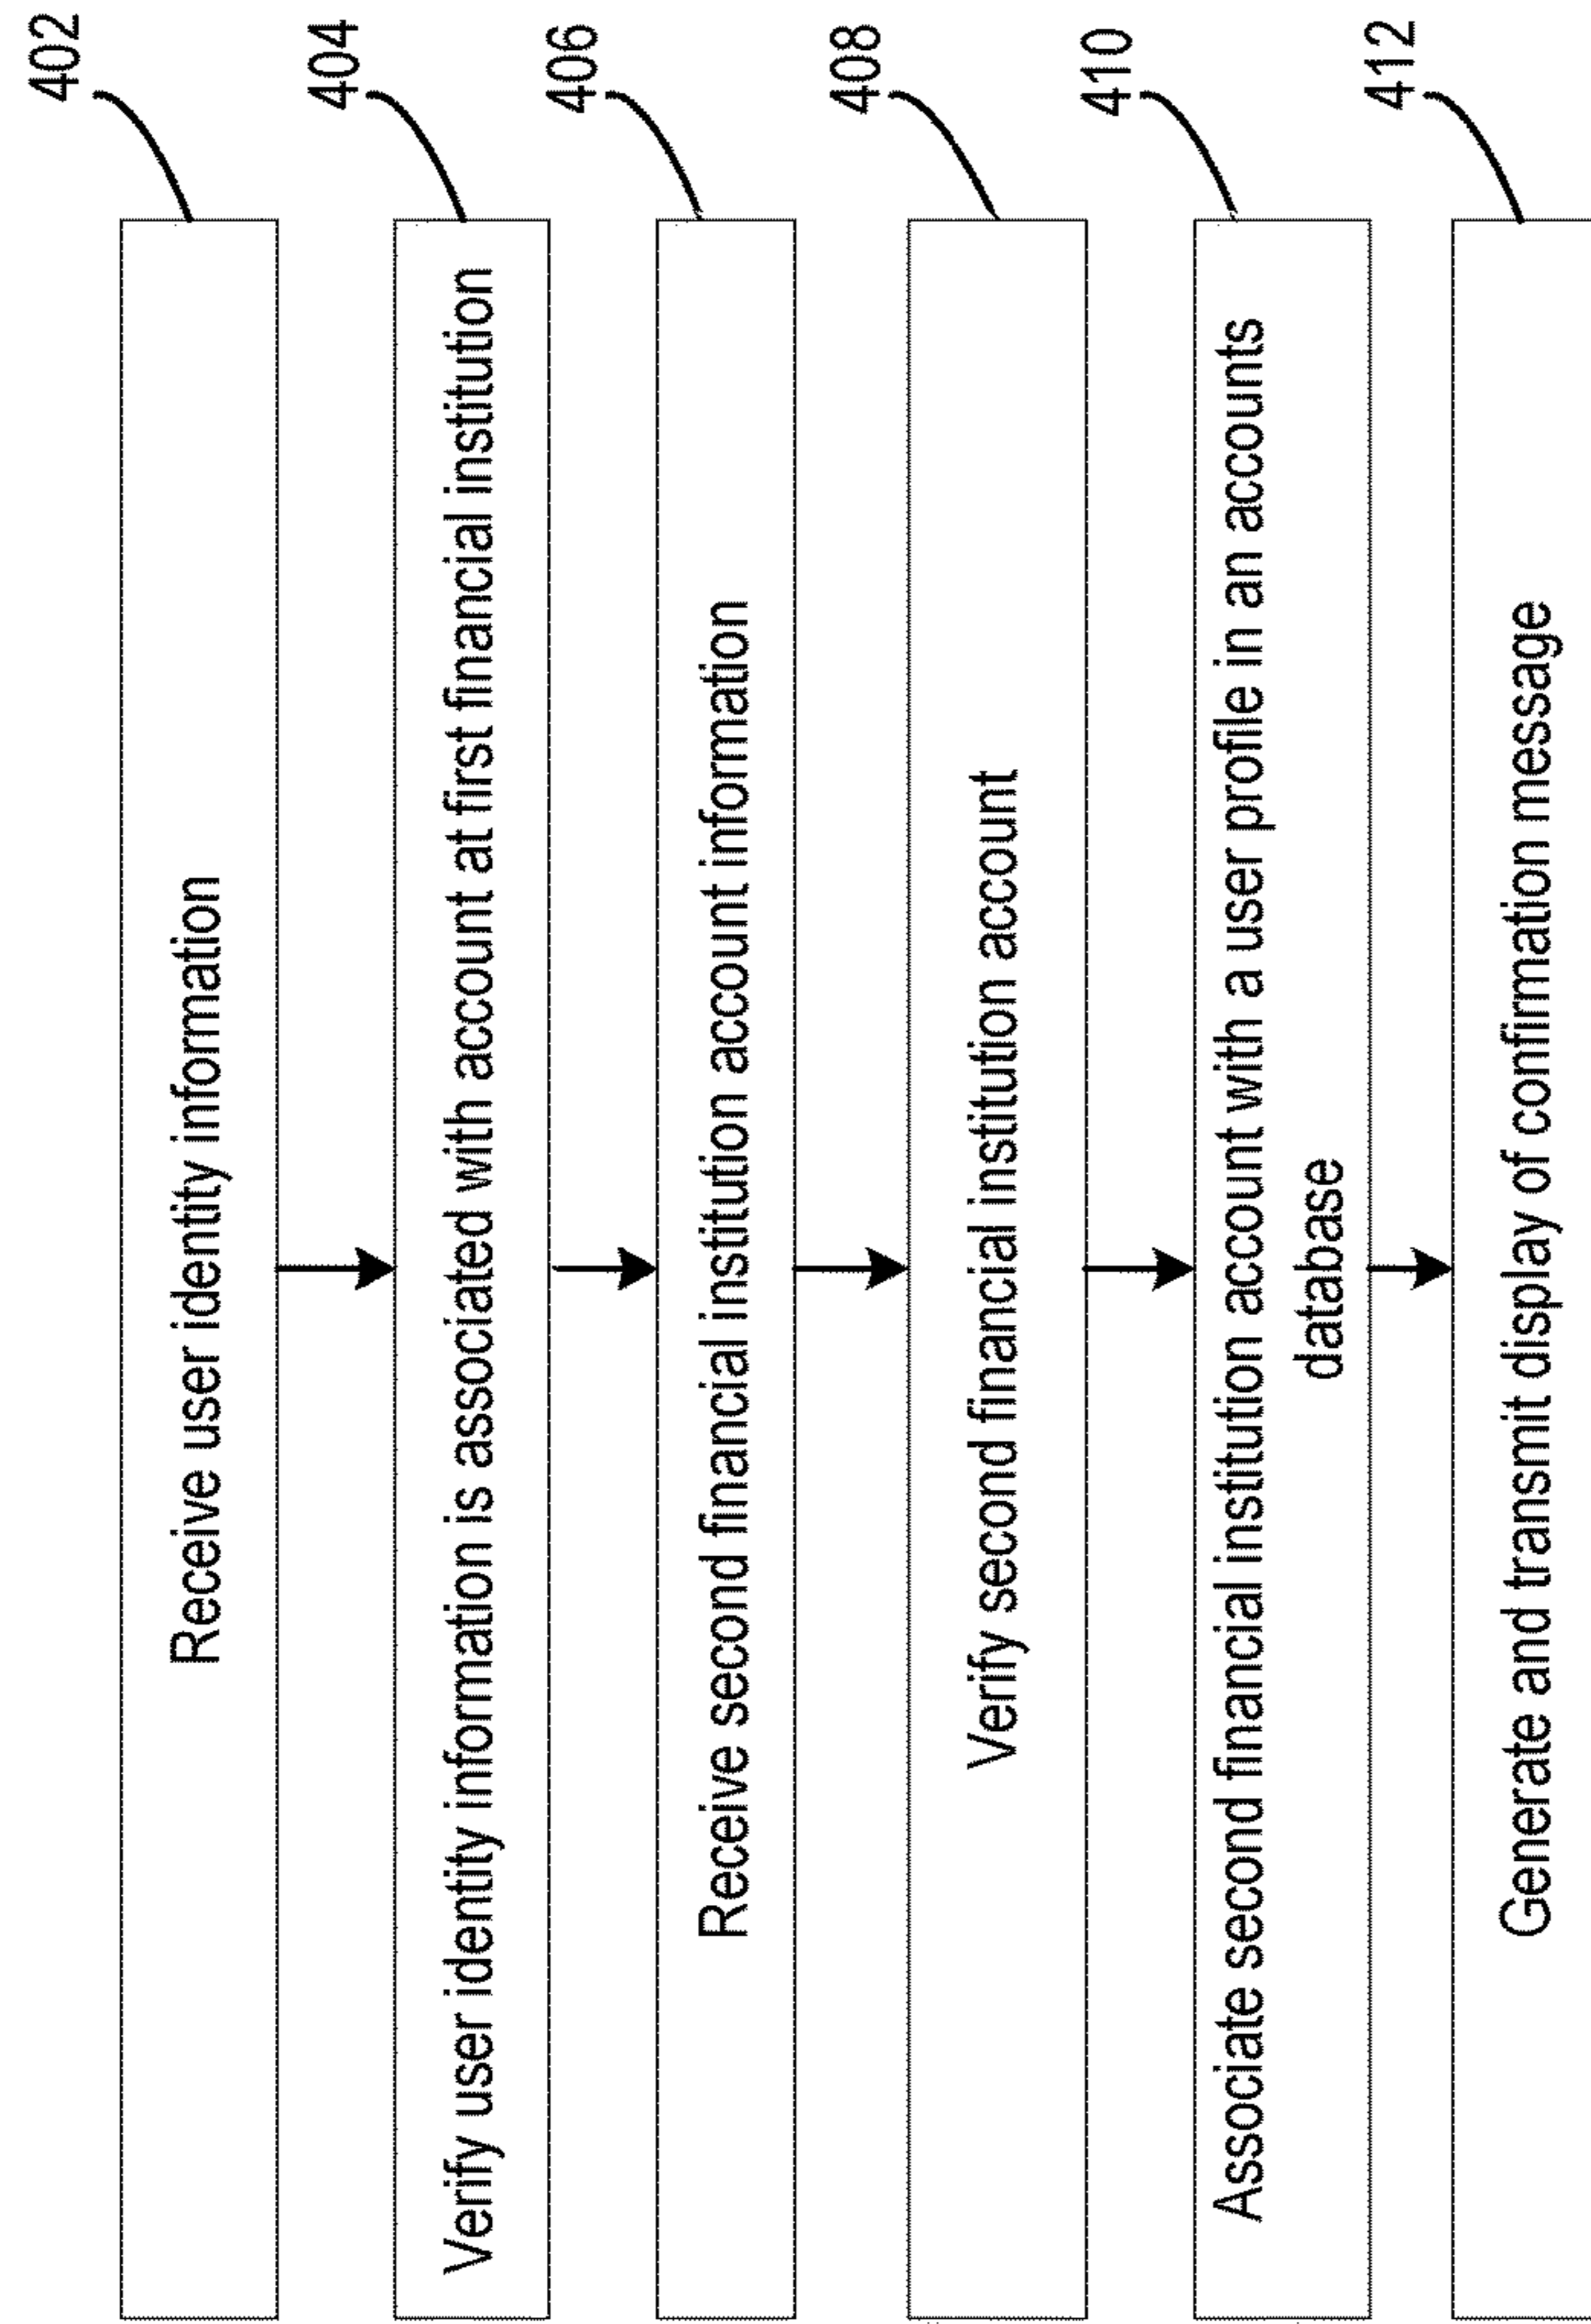 402
Receive user identity information
404
Verify user identity information is associated with account at first financial institution
406
Receive second financial institution account information
408
Verify second financial institution account
410
Associate second financial institution account with a user profile in an accounts
database
412
Generate and transmit display of confirmation message